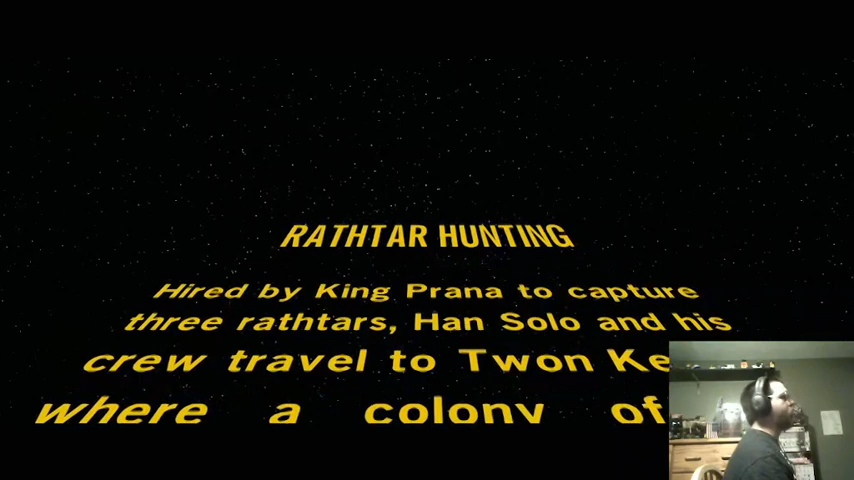 RATHTAR HUNTING
Hired by King Prana to capture
three rathtars, Han Solo and his
crew travel to Twon
where a colony of